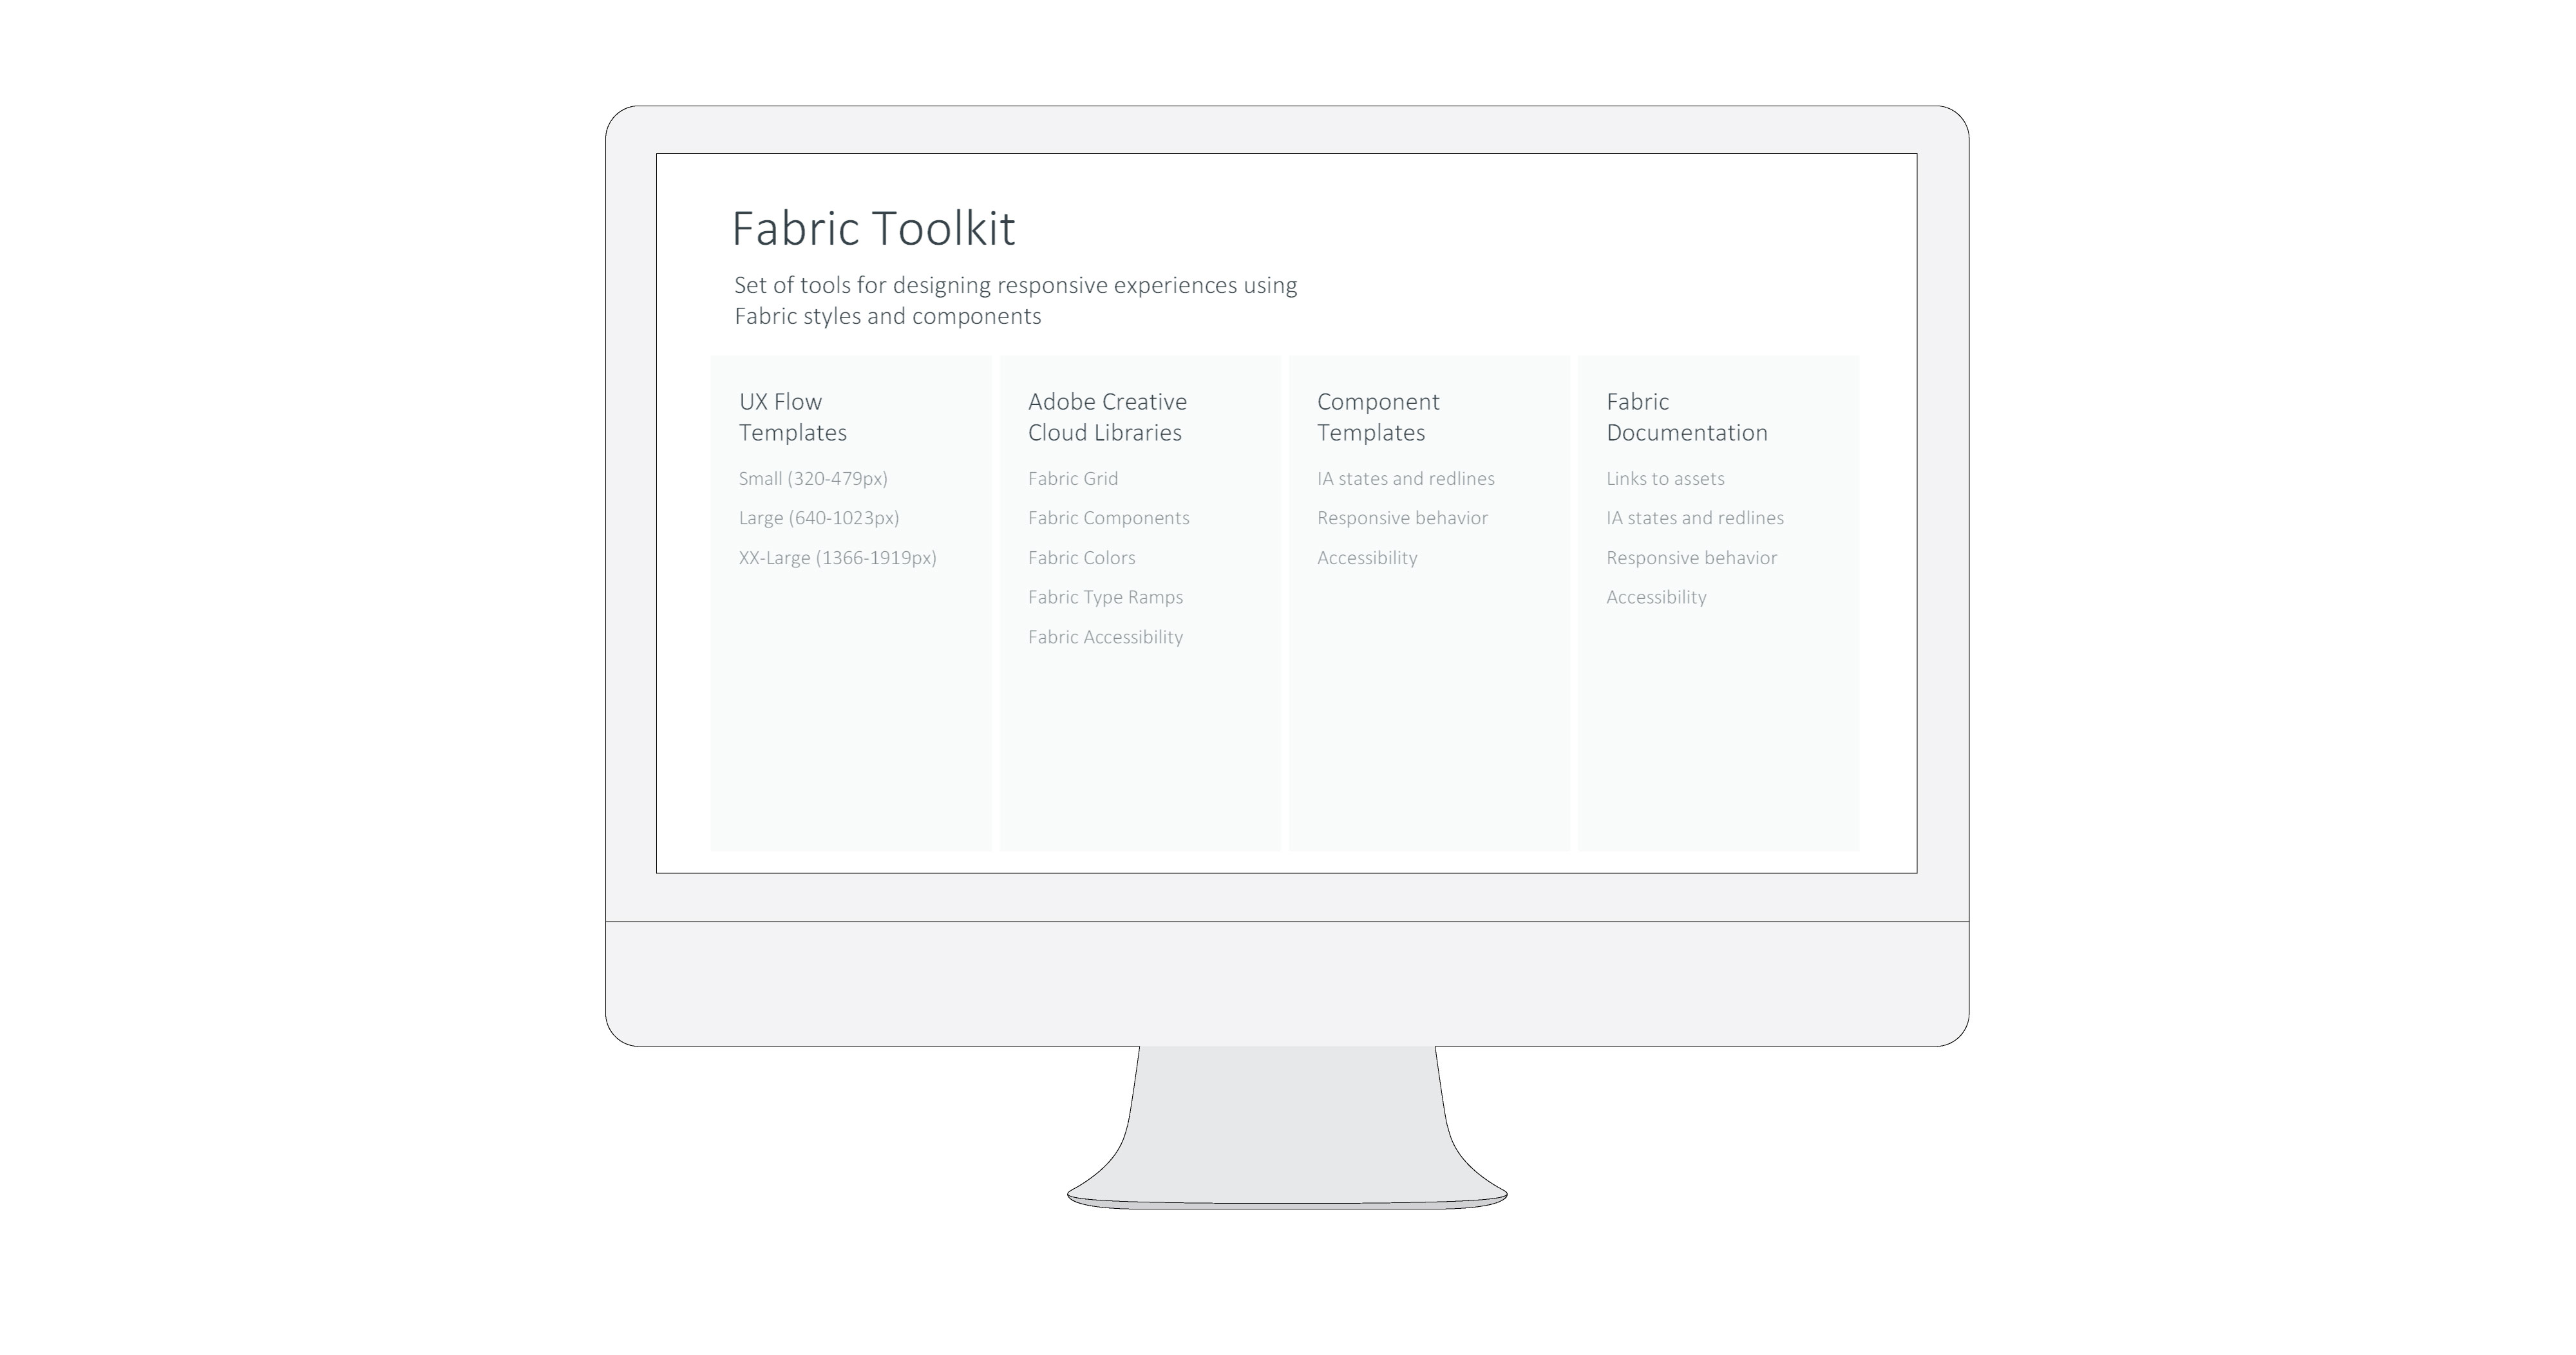 Fabric Toolkit
Set of tools for designing responsive experiences using
Fabric styles and components
UX Flow
Templates
Small (320-479px)
Large (640-1023px)
XX-Large (1366-1919px)
Adobe Creative
Cloud Libraries
Fabric Grid
Fabric Components
Fabric Colors
Fabric Type Ramps
Fabric Accessibility
Component
Templates
IA states and redlines
Responsive behavior
Accessibility
Fabric
Documentation
Links to assets
IA states and redlines
Responsive behavior
Accessibility